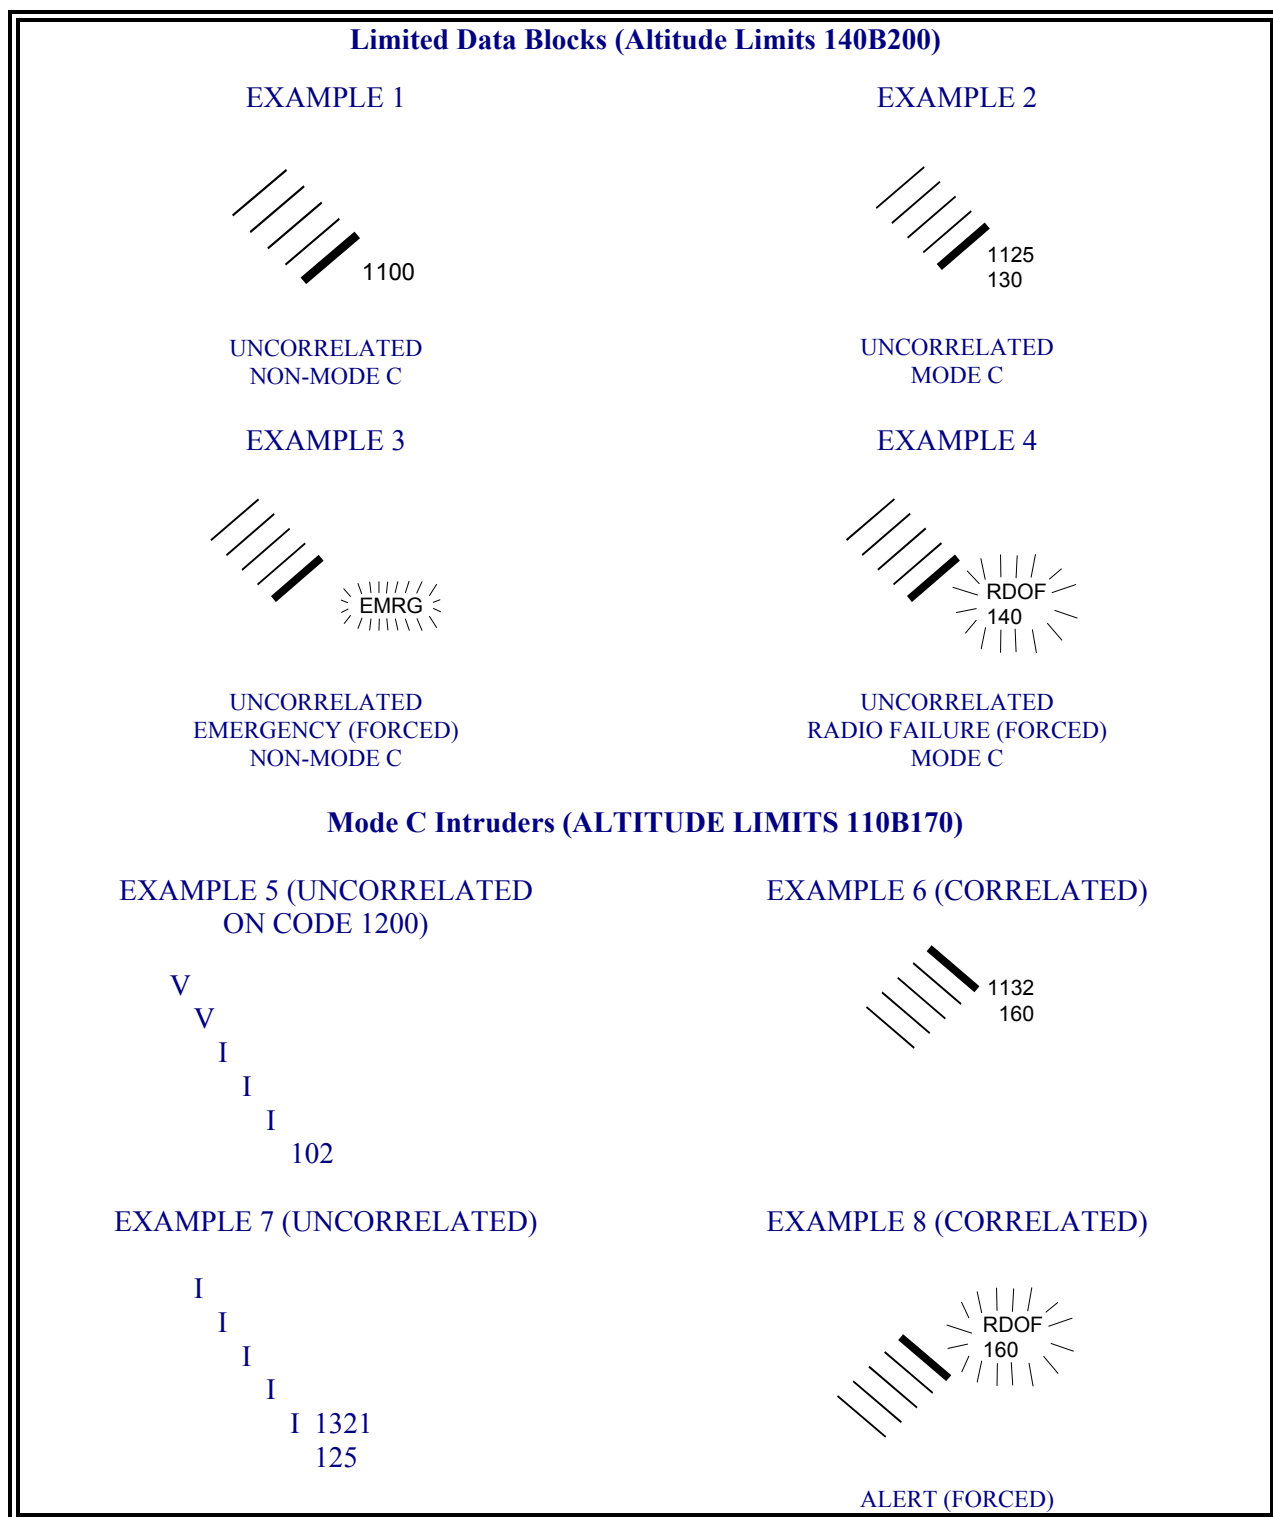 Limited Data Blocks (Altitude Limits 140B200)
EXAMPLE 1
EXAMPLE 2
1100
1125
130
UNCORRELATED
NON-MODE C
UNCORRELATED
MODE C
EXAMPLE 3
EXAMPLE 4
EMRG
RDOF
140
UNCORRELATED
EMERGENCY (FORCED)
NON-MODE C
UNCORRELATED
RADIO FAILURE (FORCED)
MODE C
Mode C Intruders (ALTITUDE LIMITS 110B170)
EXAMPLE 5 (UNCORRELATED
ON CODE 1200)
EXAMPLE 6 (CORRELATED)
V
V
I
I
I
102
1132
160
EXAMPLE 7 (UNCORRELATED)
EXAMPLE 8 (CORRELATED)
I
I
I
I
I 1321
125
RDOF
160
ALERT (FORCED)